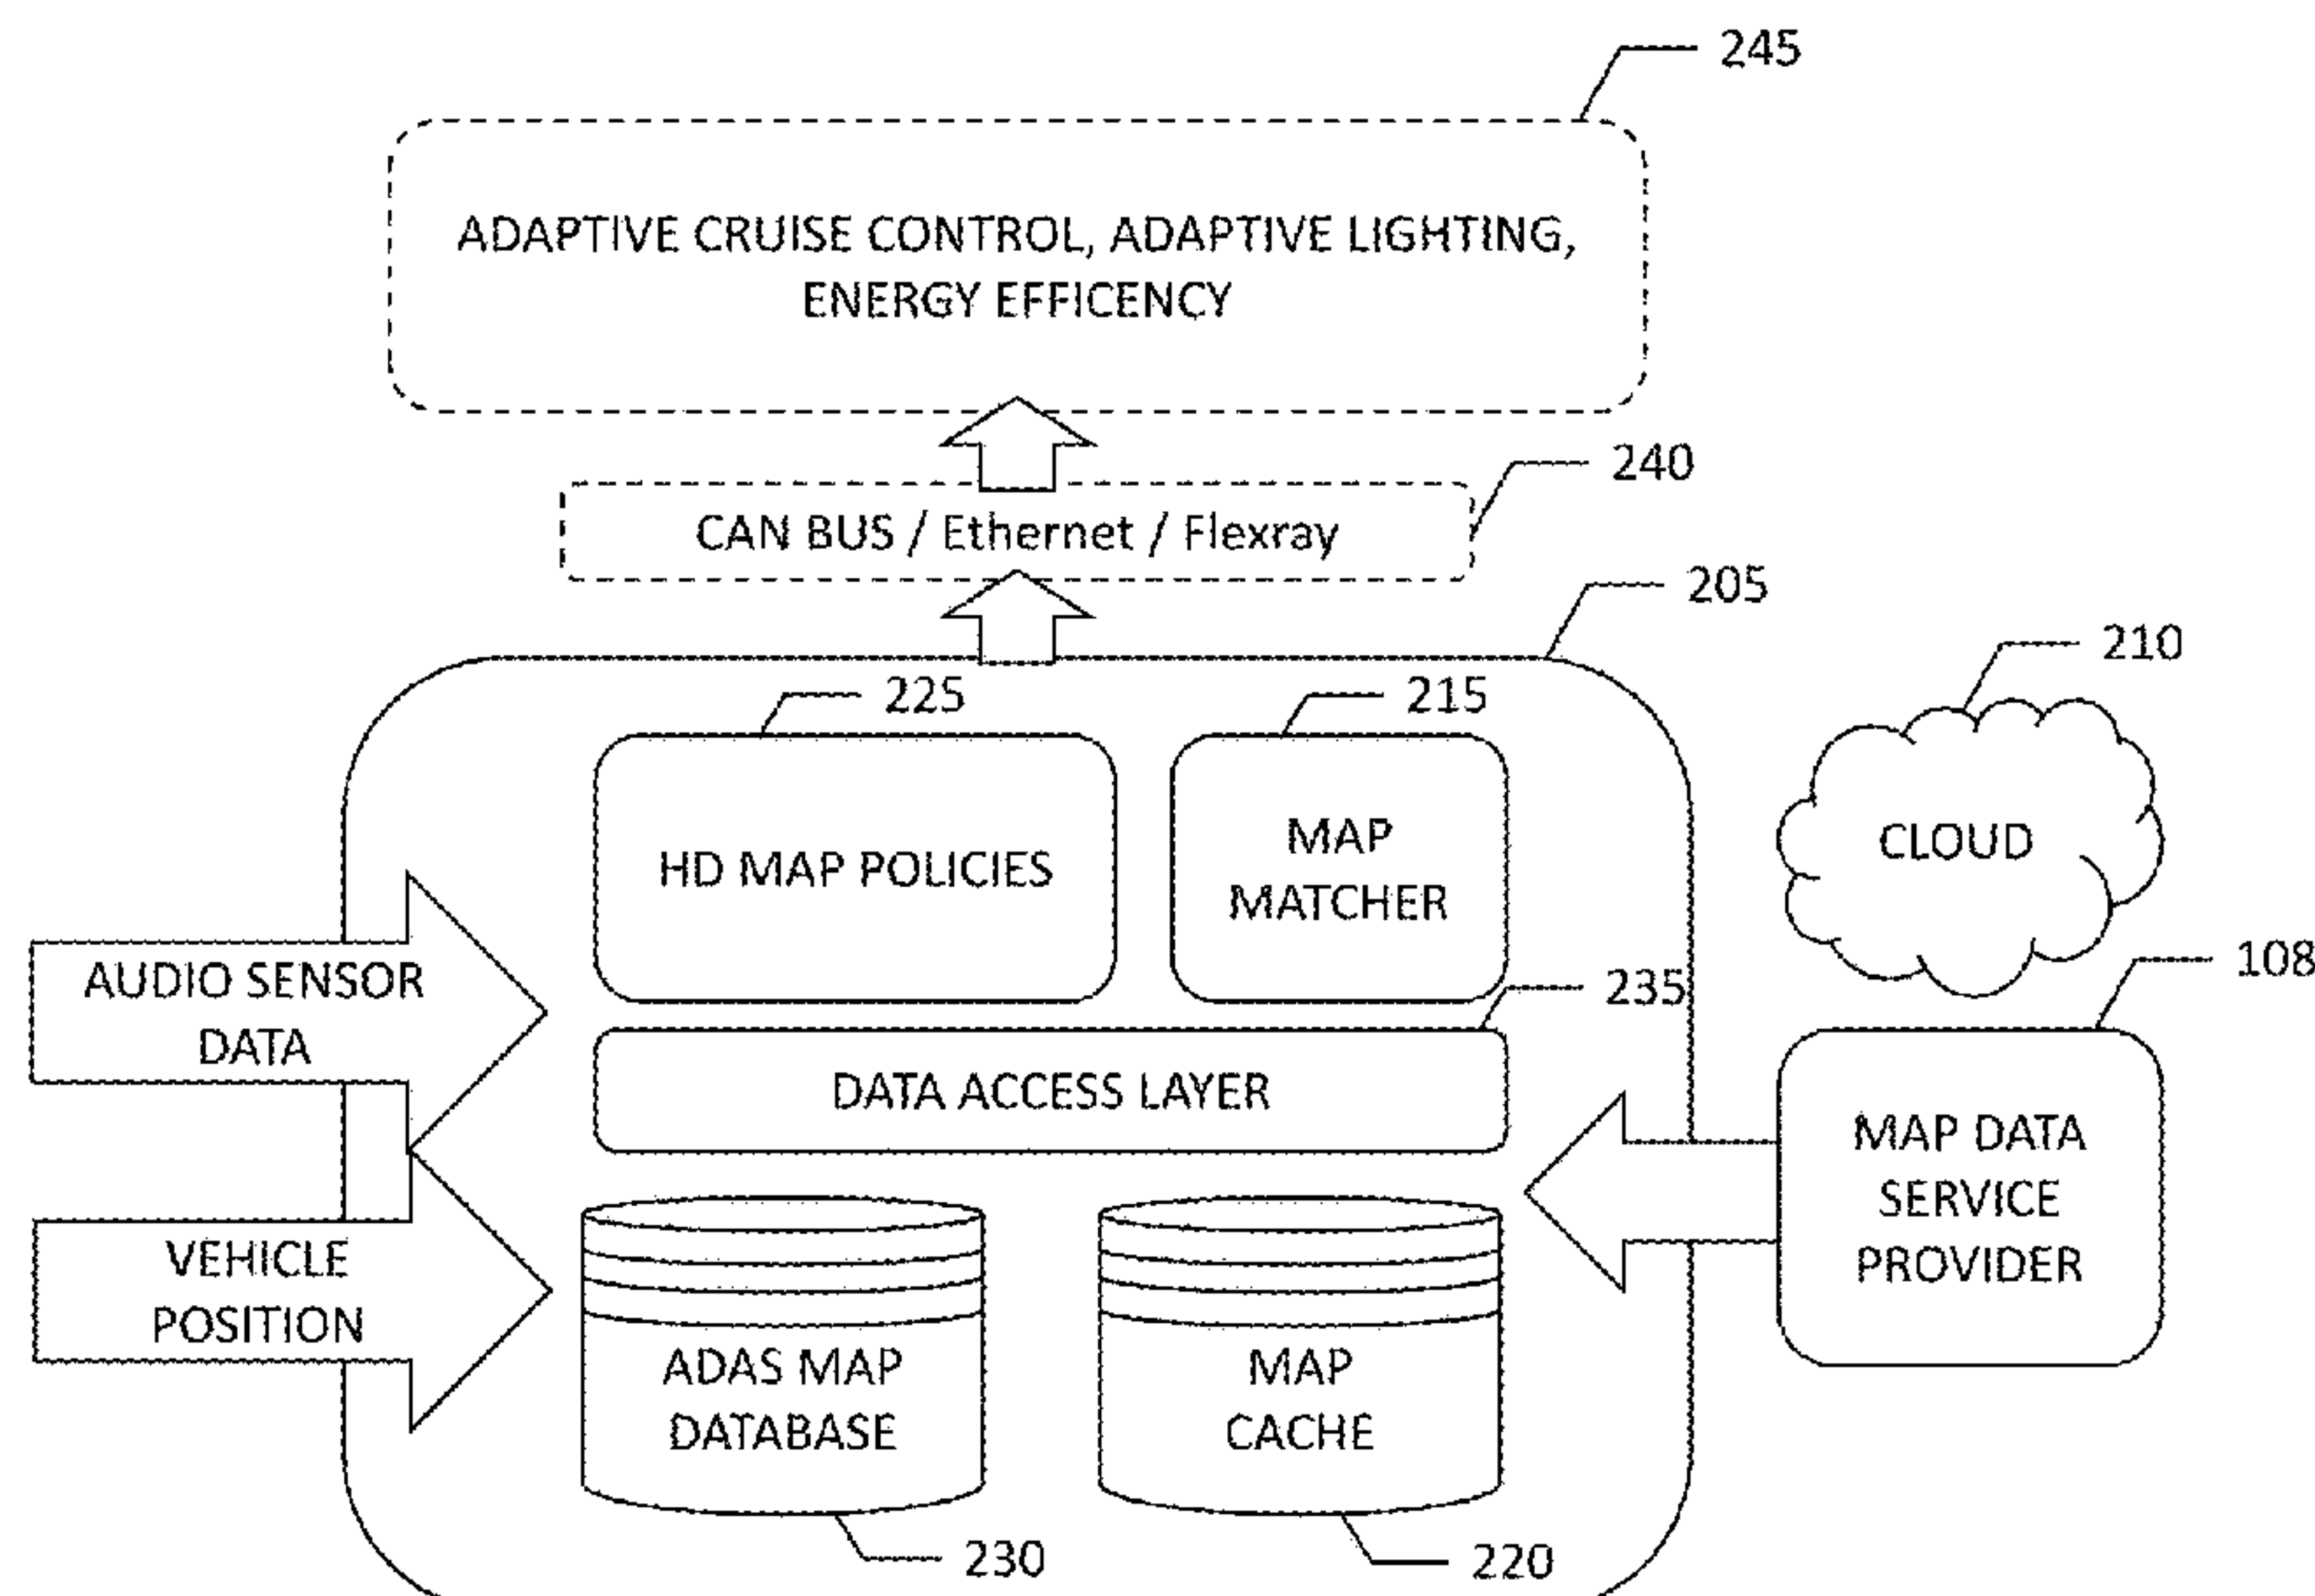 245
ADAPTIVE CRUISE CONTROL, ADAPTIVE LIGHTING,
ENERGY EFFICENCY
240
CAN BUS / Ethernet / Flexray
205
210
225
215
HD MAP POLICIES
MAP
MATCHER
CLOUD
108
AUDIO SENSOR
DATA
235
DATA ACCESS LAYER
MAP DATA
SERVICE
PROVIDER
VEHICLE
POSITION
ADAS MAP
DATABASE
MAP
CACHE
230
220